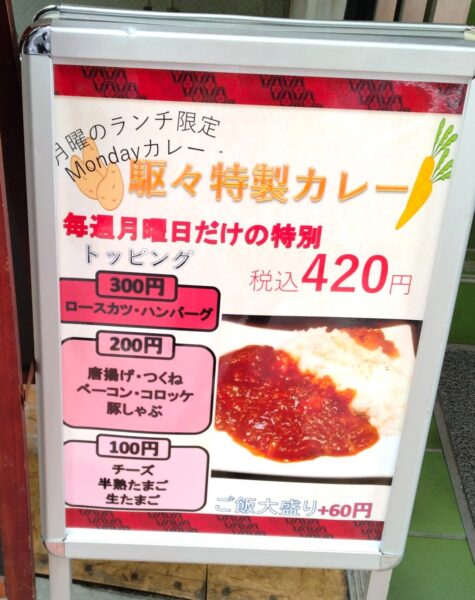 月曜のランチ限定
Mondayカレー
駆々特製カレー
毎週月曜日だけの特別
トッピング
税込420円
300円
ロースカツ・ハンバーグ
200円
唐揚げ・つくね
ベーコン・コロッケ
豚しゃぶ
100円
チーズ
半熟たまご
生たまご
ご飯大盛り+60円